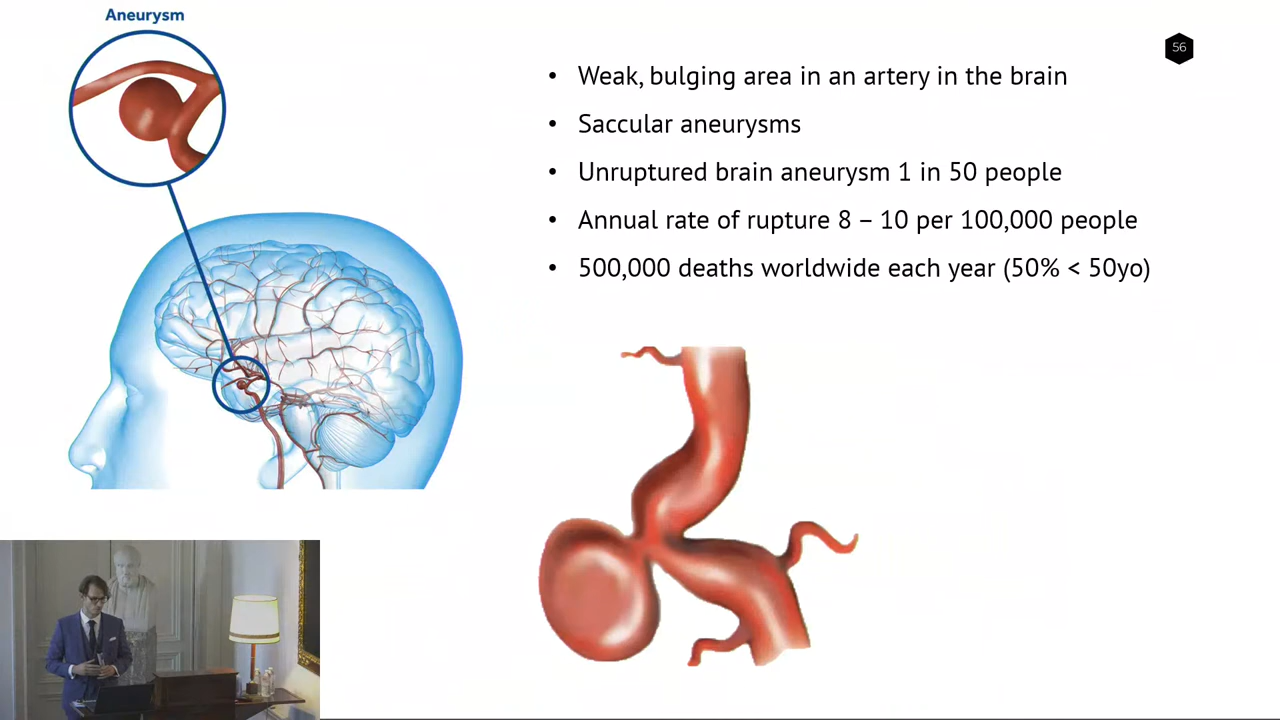 Aneurysm
56
• Weak, bulging area in an artery in the brain
• Saccular aneurysms
• Unruptured brain aneurysm 1 in 50 people
• Annual rate of rupture 8 – 10 per 100,000 people
• 500,000 deaths worldwide each year (50% < 50yo)